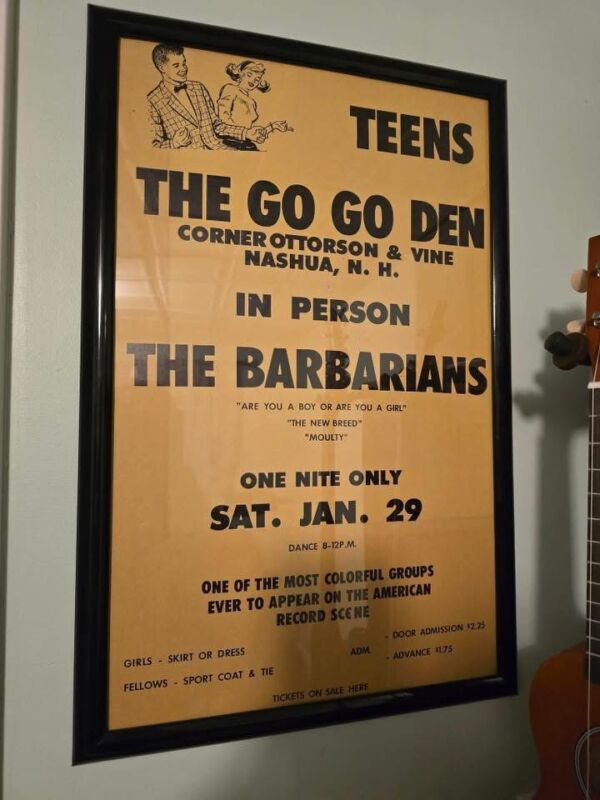 TEENS
THE GO GO DEN
CORNER OTTORSON & VINE
NASHUA, N. H.
IN PERSON
THE BARBARIANS
"ARE YOU A BOY OR ARE YOU A GIRL"
"THE NEW BREED"
"MOULTY"
ONE NITE ONLY
SAT. JAN. 29
DANCE 8-12P.M.
ONE OF THE MOST COLORFUL GROUPS
EVER TO APPEAR ON THE AMERICAN
RECORD SCENE
GIRLS - SKIRT OR DRESS
FELLOWS - SPORT COAT & TIE
ADM.
- DOOR ADMISSION $2.25
- ADVANCE $1.75
TICKETS ON SALE HERE